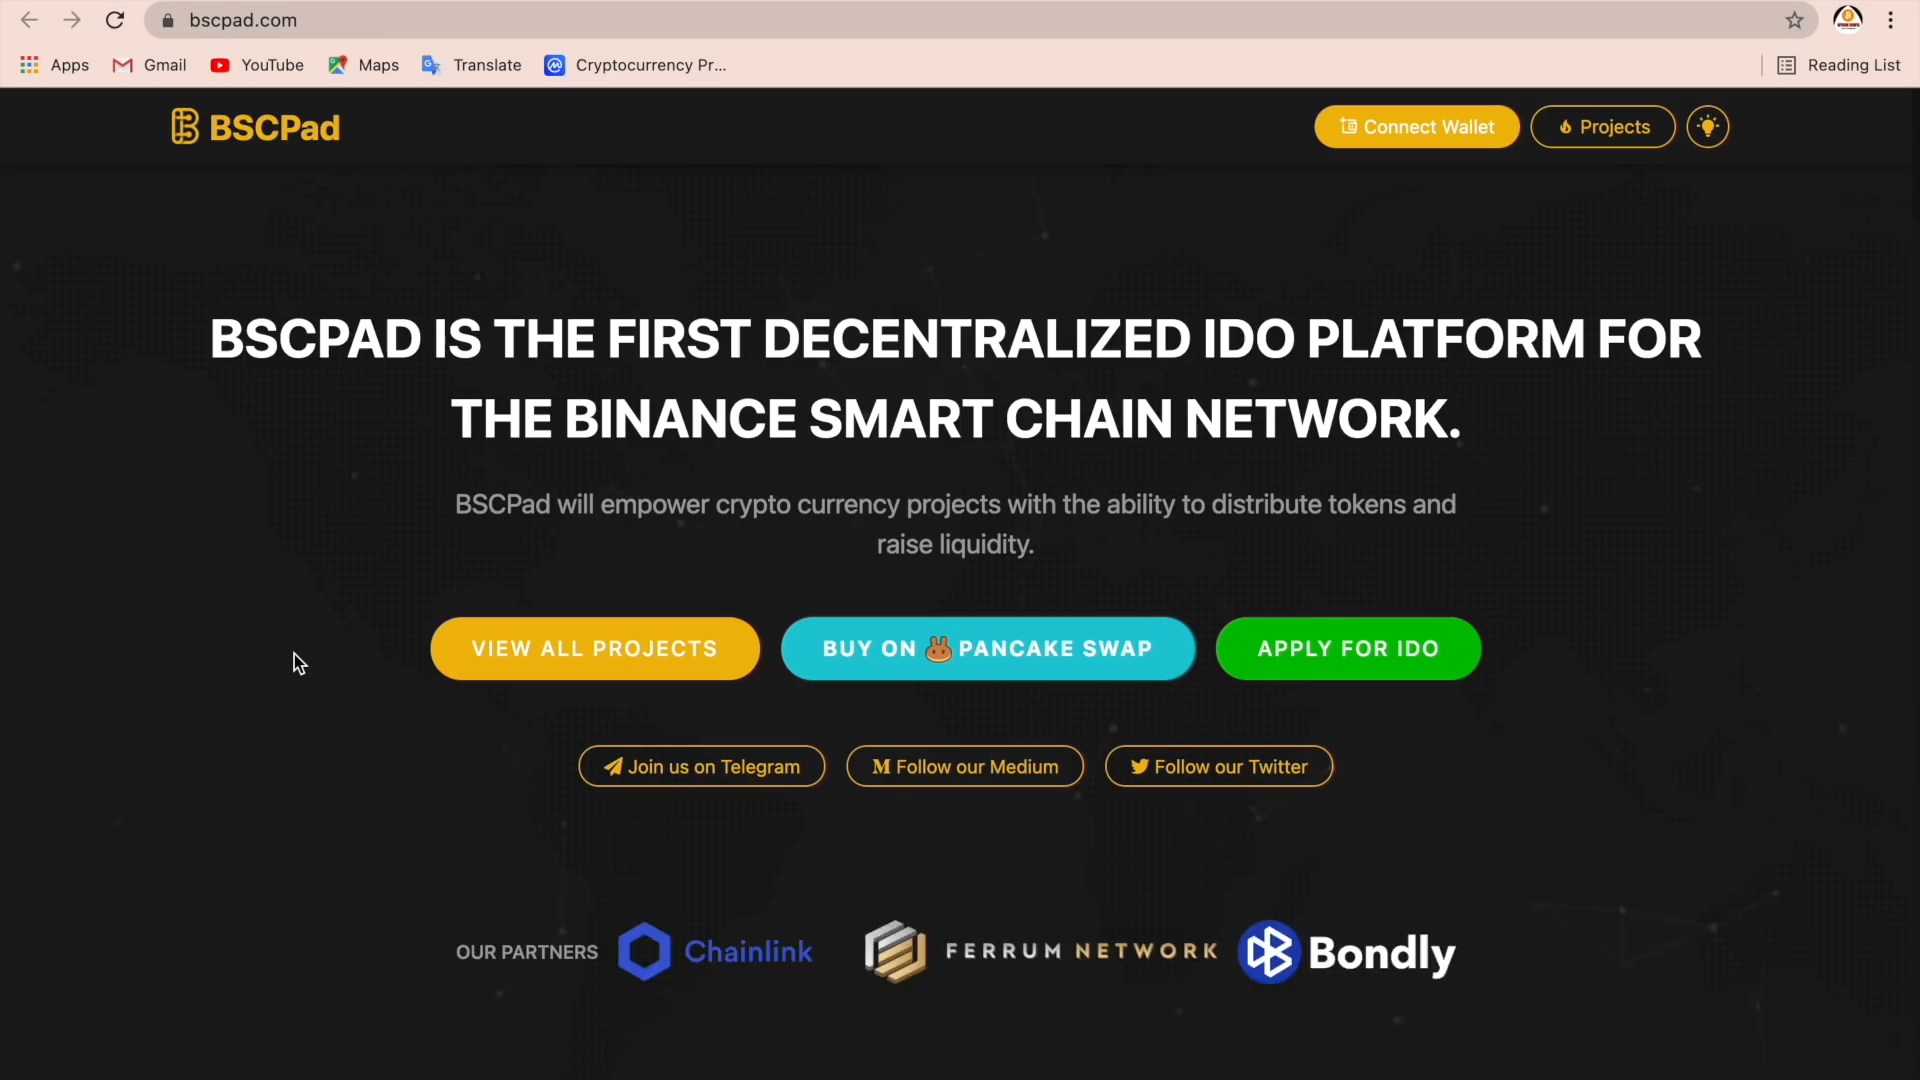 bscpad.com
Apps Gmail YouTube Maps Translate Cryptocurrency Pr... Reading List
BSCPad Connect Wallet Projects
BSCPAD IS THE FIRST DECENTRALIZED IDO PLATFORM FOR
THE BINANCE SMART CHAIN NETWORK.
BSCPad will empower crypto currency projects with the ability to distribute tokens and
raise liquidity.
VIEW ALL PROJECTS BUY ON PANCAKE SWAP APPLY FOR IDO
Join us on Telegram Follow our Medium Follow our Twitter
OUR PARTNERS Chainlink FERRUM NETWORK Bondly